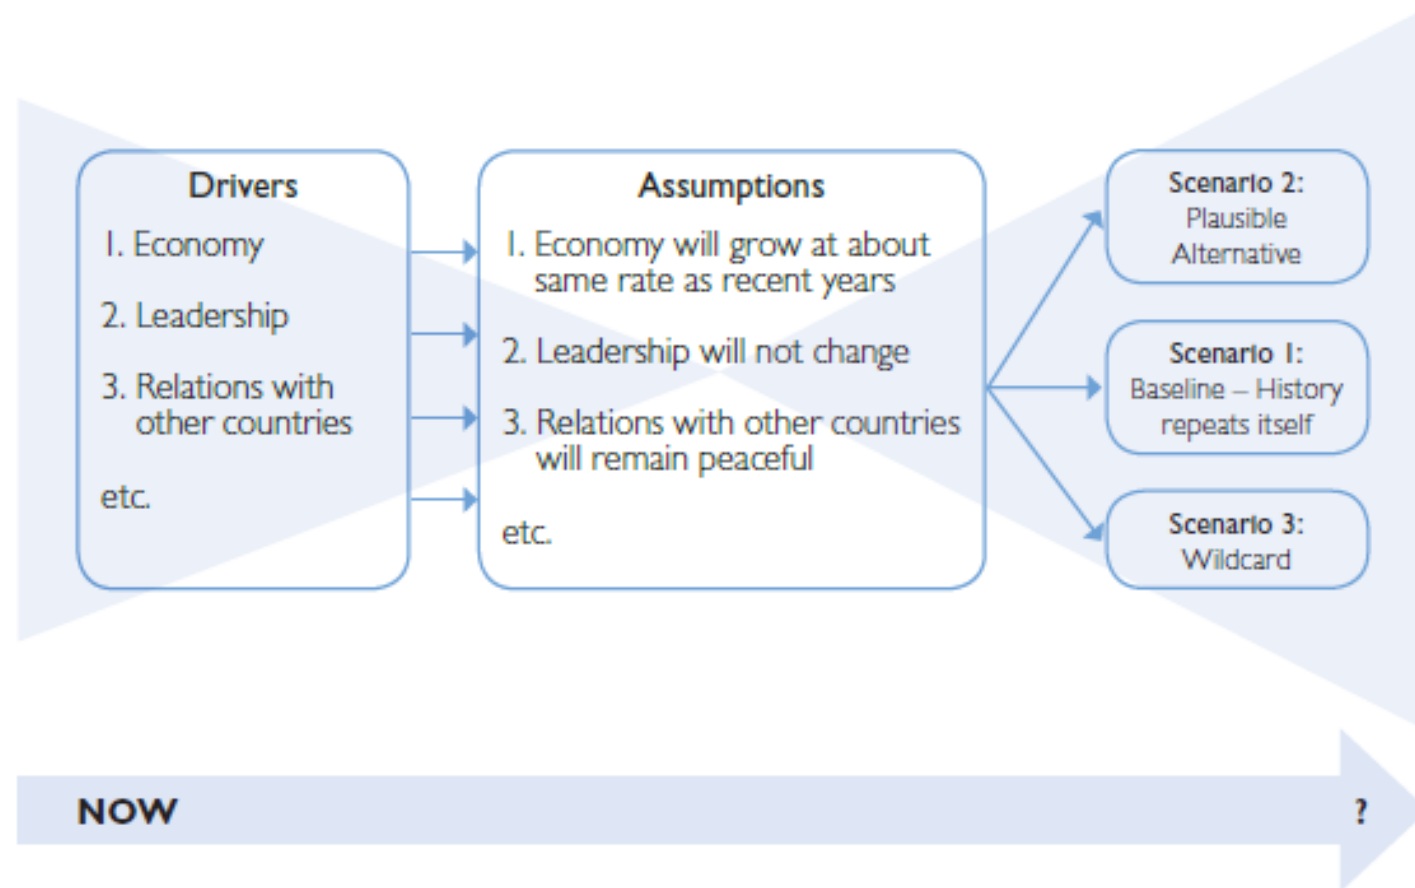 Drivers
1. Economy
2. Leadership
3. Relations with
other countries
etc.
Assumptions
1. Economy will grow at about
same rate as recent years
2. Leadership will not change
3. Relations with other countries
will remain peaceful
etc.
Scenario 2:
Plausible
Alternative
Scenario 1:
Baseline – History
repeats itself
Scenario 3:
Wildcard
NOW
?